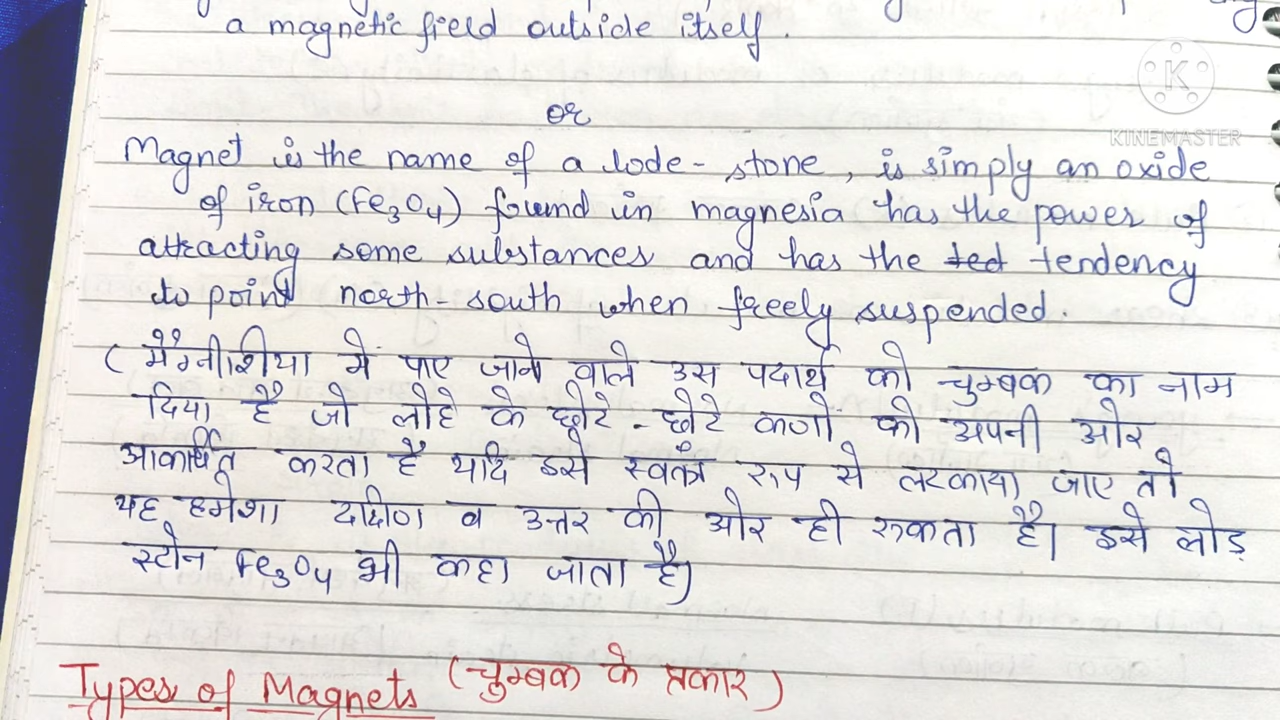 a magnetic field outside itself.
or
KINEMASTER
Magnet is the name of a lode-stone, is simply an oxide
of iron (Fe3O4) found in magnesia has the power of
attracting some substances and has the ted tendency
to point north-south when freely suspended.
( मैग्नीशिया में पाए जाने वाले उस पदार्थ को चुम्बक का नाम
दिया है जो लोहे के छोटे-छोटे कणों को अपनी ओर
आकर्षित करता है यदि इसे स्वतंत्र रूप से लटकाया जाए तो
यह हमेशा दक्षिण व उत्तर की ओर ही रुकता है। इसे लोड़
स्टोन Fe3O4 भी कहा जाता है)
Types of Magnets (चुम्बक के प्रकार)